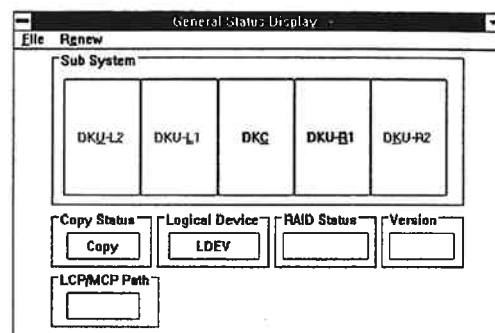 General Status Display
File Renew
Sub System
DKU-L2 DKU-L1 DKC DKU-R1 DKU-R2
Copy Status Logical Device RAID Status Version
Copy LDEV
LCP/MCP Path